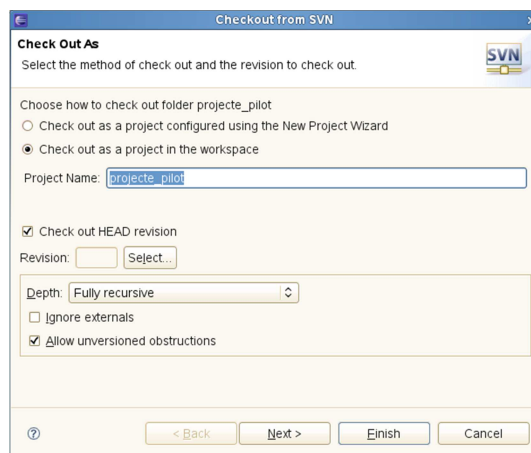 Checkout from SVN
Check Out As
Select the method of check out and the revision to check out.
SVN
Choose how to check out folder projecte_pilot
Check out as a project configured using the New Project Wizard
Check out as a project in the workspace
Project Name: projecte_pilot
Check out HEAD revision
Revision: Select...
Depth: Fully recursive
Ignore externals
Allow unversioned obstructions
? < Back Next > Finish Cancel